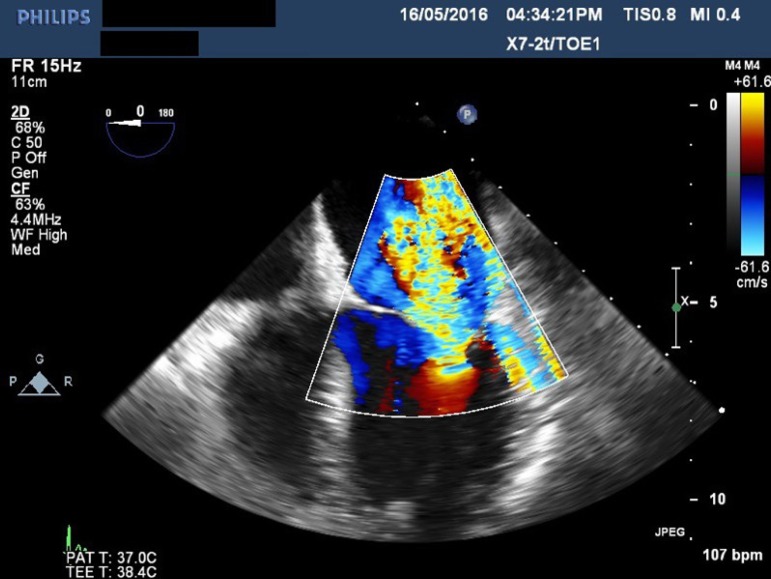 PHILIPS
16/05/2016 04:34:21PM TIS0.8 MI 0.4
X7-2t/TOE1
FR 15Hz
11cm
M4 M4
+61.6
2D
68%
C 50
P Off
Gen
CF
63%
4.4MHz
WF High
Med
0 0 180
P
0
-61.6
cm/s
X
5
G
P R
10
JPEG
PAT T: 37.0C
TEE T: 38.4C
107 bpm